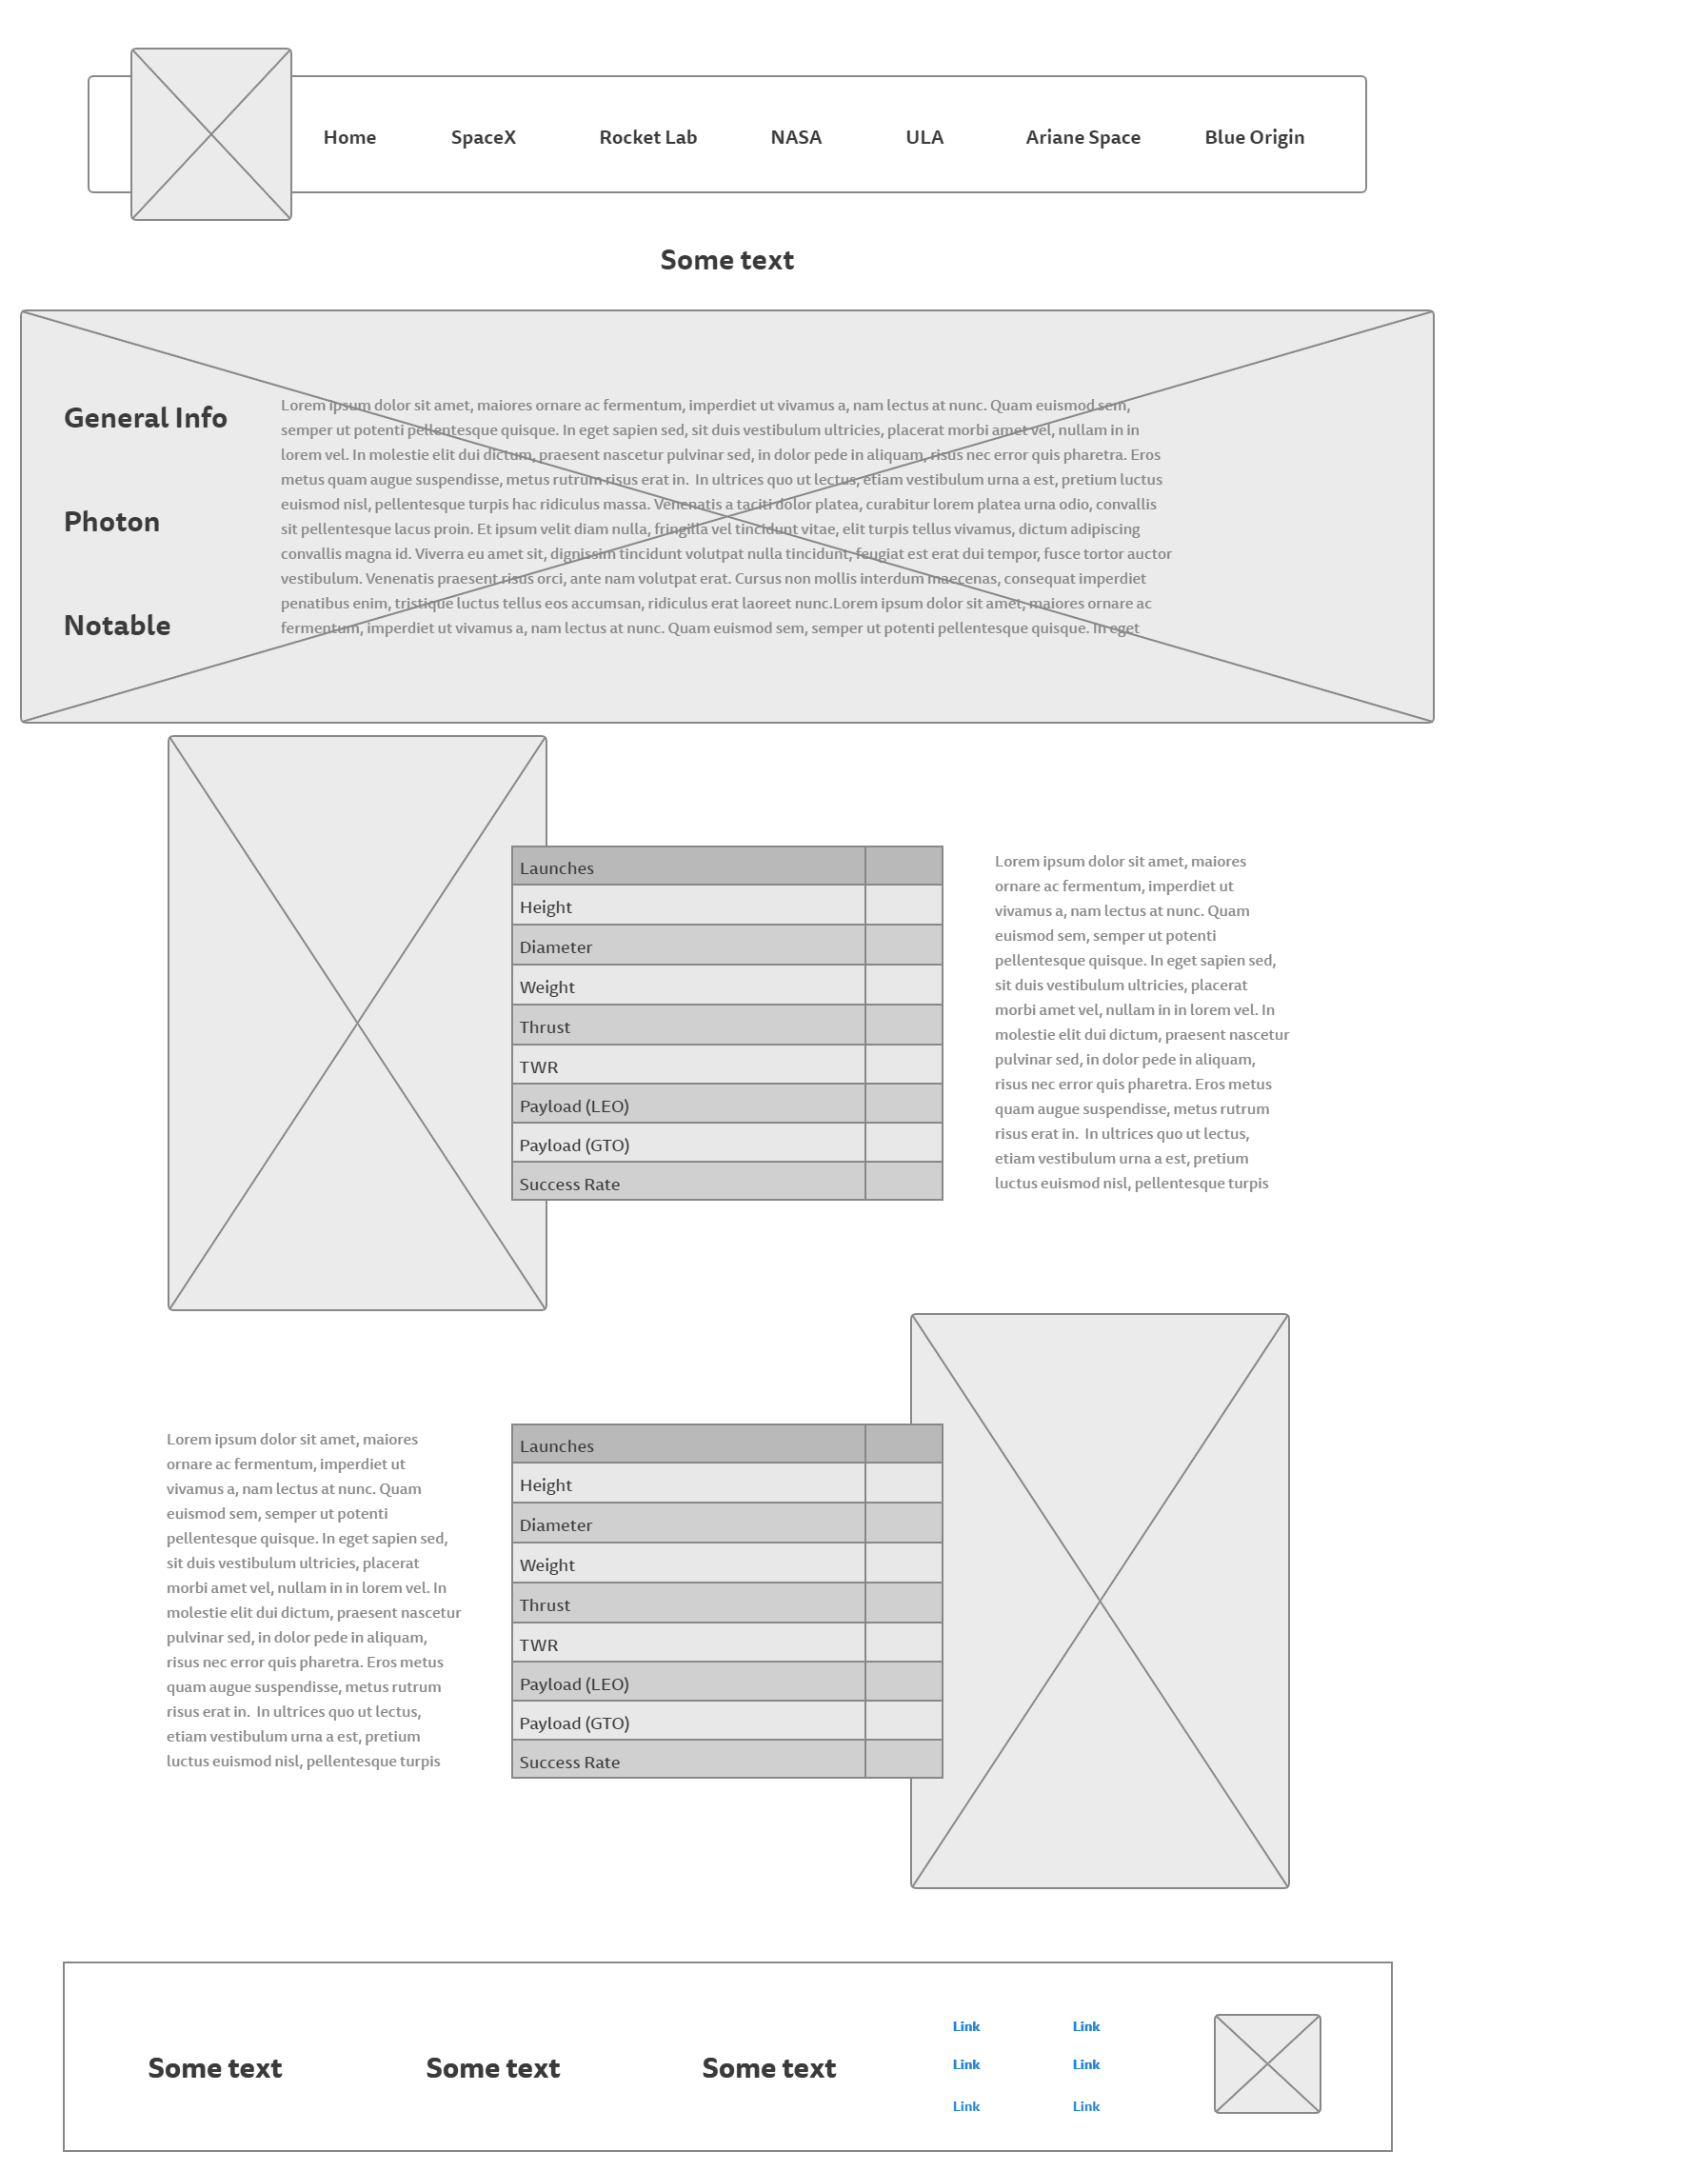 Home SpaceX Rocket Lab NASA ULA Ariane Space Blue Origin
Some text
General Info
Photon
Notable
Lorem ipsum dolor sit amet, maiores ornare ac fermentum, imperdiet ut vivamus a, nam lectus at nunc. Quam euismod sem,
semper ut potenti pellentesque quisque. In eget sapien sed, sit duis vestibulum ultricies, placerat morbi amet vel, nullam in in
lorem vel. In molestie elit dui dictum, praesent nascetur pulvinar sed, in dolor pede in aliquam, risus nec error quis pharetra. Eros
metus quam augue suspendisse, metus rutrum risus erat in.  In ultrices quo ut lectus, etiam vestibulum urna a est, pretium luctus
euismod nisl, pellentesque turpis hac ridiculus massa. Venenatis a taciti dolor platea, curabitur lorem platea urna odio, convallis
sit pellentesque lacus proin. Et ipsum velit diam nulla, fringilla vel tincidunt vitae, elit turpis tellus vivamus, dictum adipiscing
convallis magna id. Viverra eu amet sit, dignissim tincidunt volutpat nulla tincidunt, feugiat est erat dui tempor, fusce tortor auctor
vestibulum. Venenatis praesent risus orci, ante nam volutpat erat. Cursus non mollis interdum maecenas, consequat imperdiet
penatibus enim, tristique luctus tellus eos accumsan, ridiculus erat laoreet nunc.Lorem ipsum dolor sit amet, maiores ornare ac
fermentum, imperdiet ut vivamus a, nam lectus at nunc. Quam euismod sem, semper ut potenti pellentesque quisque. In eget
Launches
Height
Diameter
Weight
Thrust
TWR
Payload (LEO)
Payload (GTO)
Success Rate
Lorem ipsum dolor sit amet, maiores
ornare ac fermentum, imperdiet ut
vivamus a, nam lectus at nunc. Quam
euismod sem, semper ut potenti
pellentesque quisque. In eget sapien sed,
sit duis vestibulum ultricies, placerat
morbi amet vel, nullam in in lorem vel. In
molestie elit dui dictum, praesent nascetur
pulvinar sed, in dolor pede in aliquam,
risus nec error quis pharetra. Eros metus
quam augue suspendisse, metus rutrum
risus erat in.  In ultrices quo ut lectus,
etiam vestibulum urna a est, pretium
luctus euismod nisl, pellentesque turpis
Lorem ipsum dolor sit amet, maiores
ornare ac fermentum, imperdiet ut
vivamus a, nam lectus at nunc. Quam
euismod sem, semper ut potenti
pellentesque quisque. In eget sapien sed,
sit duis vestibulum ultricies, placerat
morbi amet vel, nullam in in lorem vel. In
molestie elit dui dictum, praesent nascetur
pulvinar sed, in dolor pede in aliquam,
risus nec error quis pharetra. Eros metus
quam augue suspendisse, metus rutrum
risus erat in.  In ultrices quo ut lectus,
etiam vestibulum urna a est, pretium
luctus euismod nisl, pellentesque turpis
Launches
Height
Diameter
Weight
Thrust
TWR
Payload (LEO)
Payload (GTO)
Success Rate
Some text Some text Some text
Link Link
Link Link
Link Link